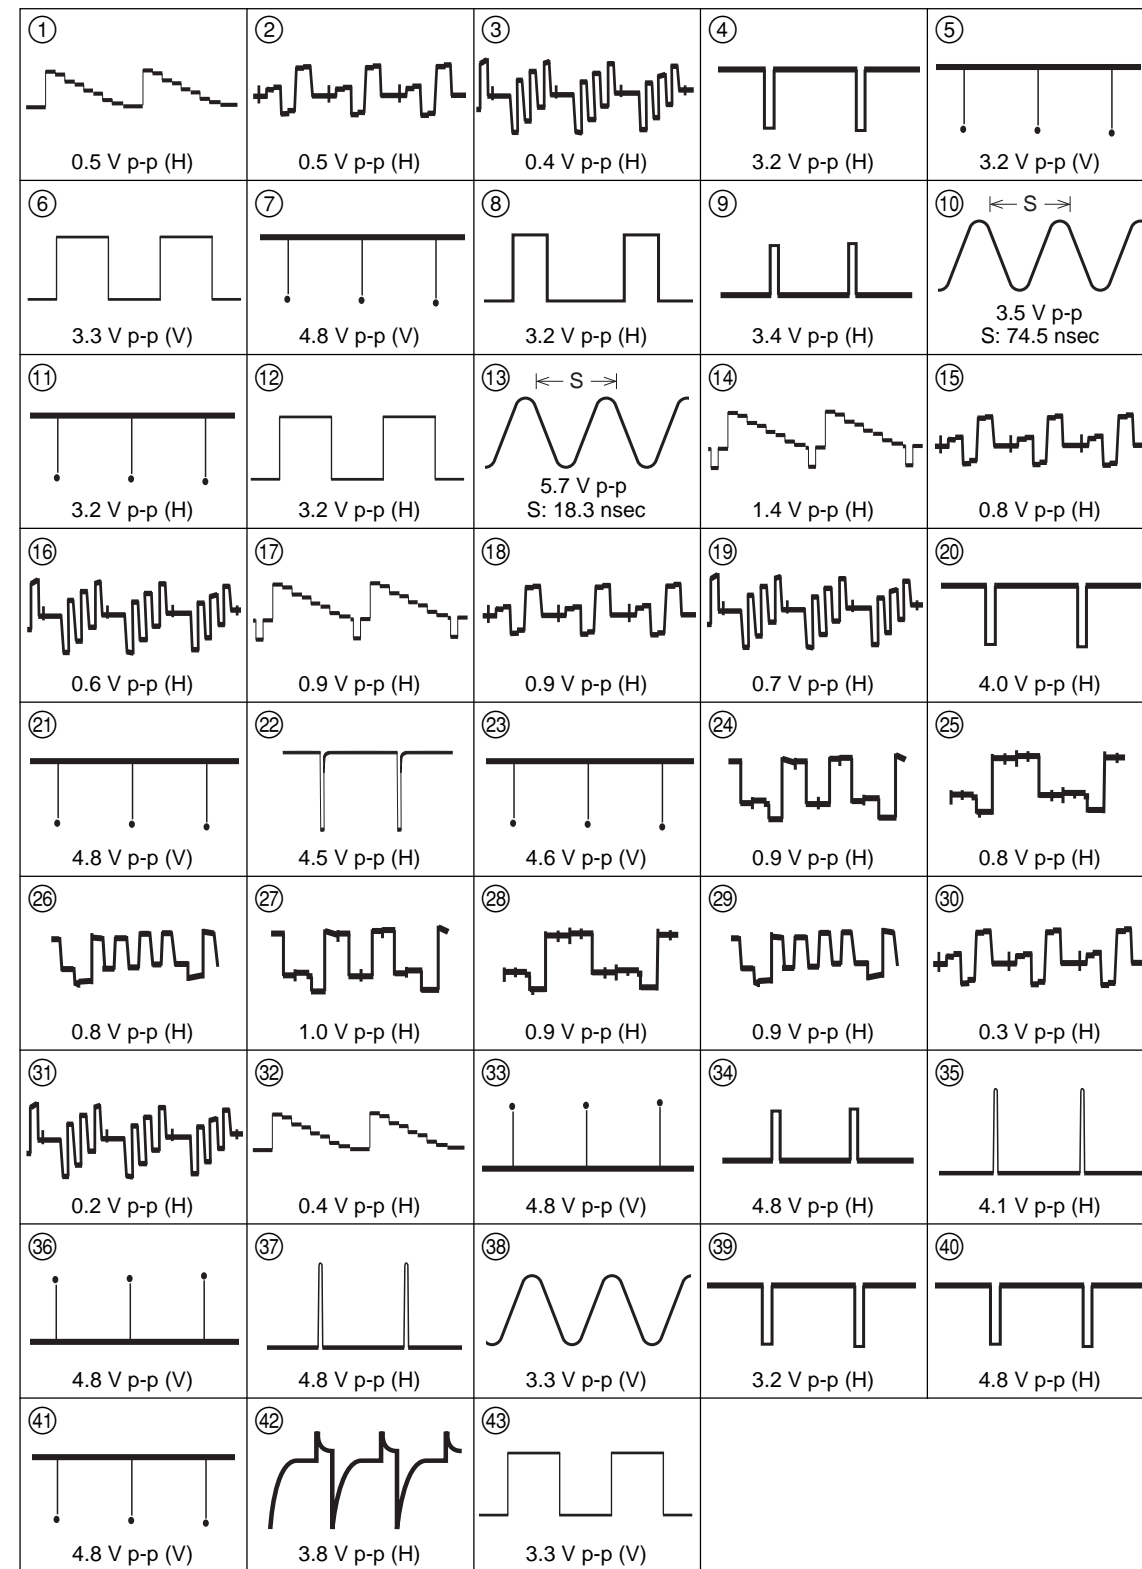 ① ② ③ ④ ⑤
0.5 V p-p (H) 0.5 V p-p (H) 0.4 V p-p (H) 3.2 V p-p (H) 3.2 V p-p (V)
⑥ ⑦ ⑧ ⑨ ⑩ S
3.3 V p-p (V) 4.8 V p-p (V) 3.2 V p-p (H) 3.4 V p-p (H) 3.5 V p-p
S: 74.5 nsec
⑪ ⑫ ⑬ S ⑭ ⑮
3.2 V p-p (H) 3.2 V p-p (H) 5.7 V p-p 1.4 V p-p (H) 0.8 V p-p (H)
S: 18.3 nsec
⑯ ⑰ ⑱ ⑲ ⑳
0.6 V p-p (H) 0.9 V p-p (H) 0.9 V p-p (H) 0.7 V p-p (H) 4.0 V p-p (H)
㉑ ㉒ ㉓ ㉔ ㉕
4.8 V p-p (V) 4.5 V p-p (H) 4.6 V p-p (V) 0.9 V p-p (H) 0.8 V p-p (H)
㉖ ㉗ ㉘ ㉙ ㉚
0.8 V p-p (H) 1.0 V p-p (H) 0.9 V p-p (H) 0.9 V p-p (H) 0.3 V p-p (H)
㉛ ㉜ ㉝ ㉞ ㉟
0.2 V p-p (H) 0.4 V p-p (H) 4.8 V p-p (V) 4.8 V p-p (H) 4.1 V p-p (H)
㊱ ㊲ ㊳ ㊴ ㊵
4.8 V p-p (V) 4.8 V p-p (H) 3.3 V p-p (V) 3.2 V p-p (H) 4.8 V p-p (H)
㊶ ㊷ ㊸
4.8 V p-p (V) 3.8 V p-p (H) 3.3 V p-p (V)